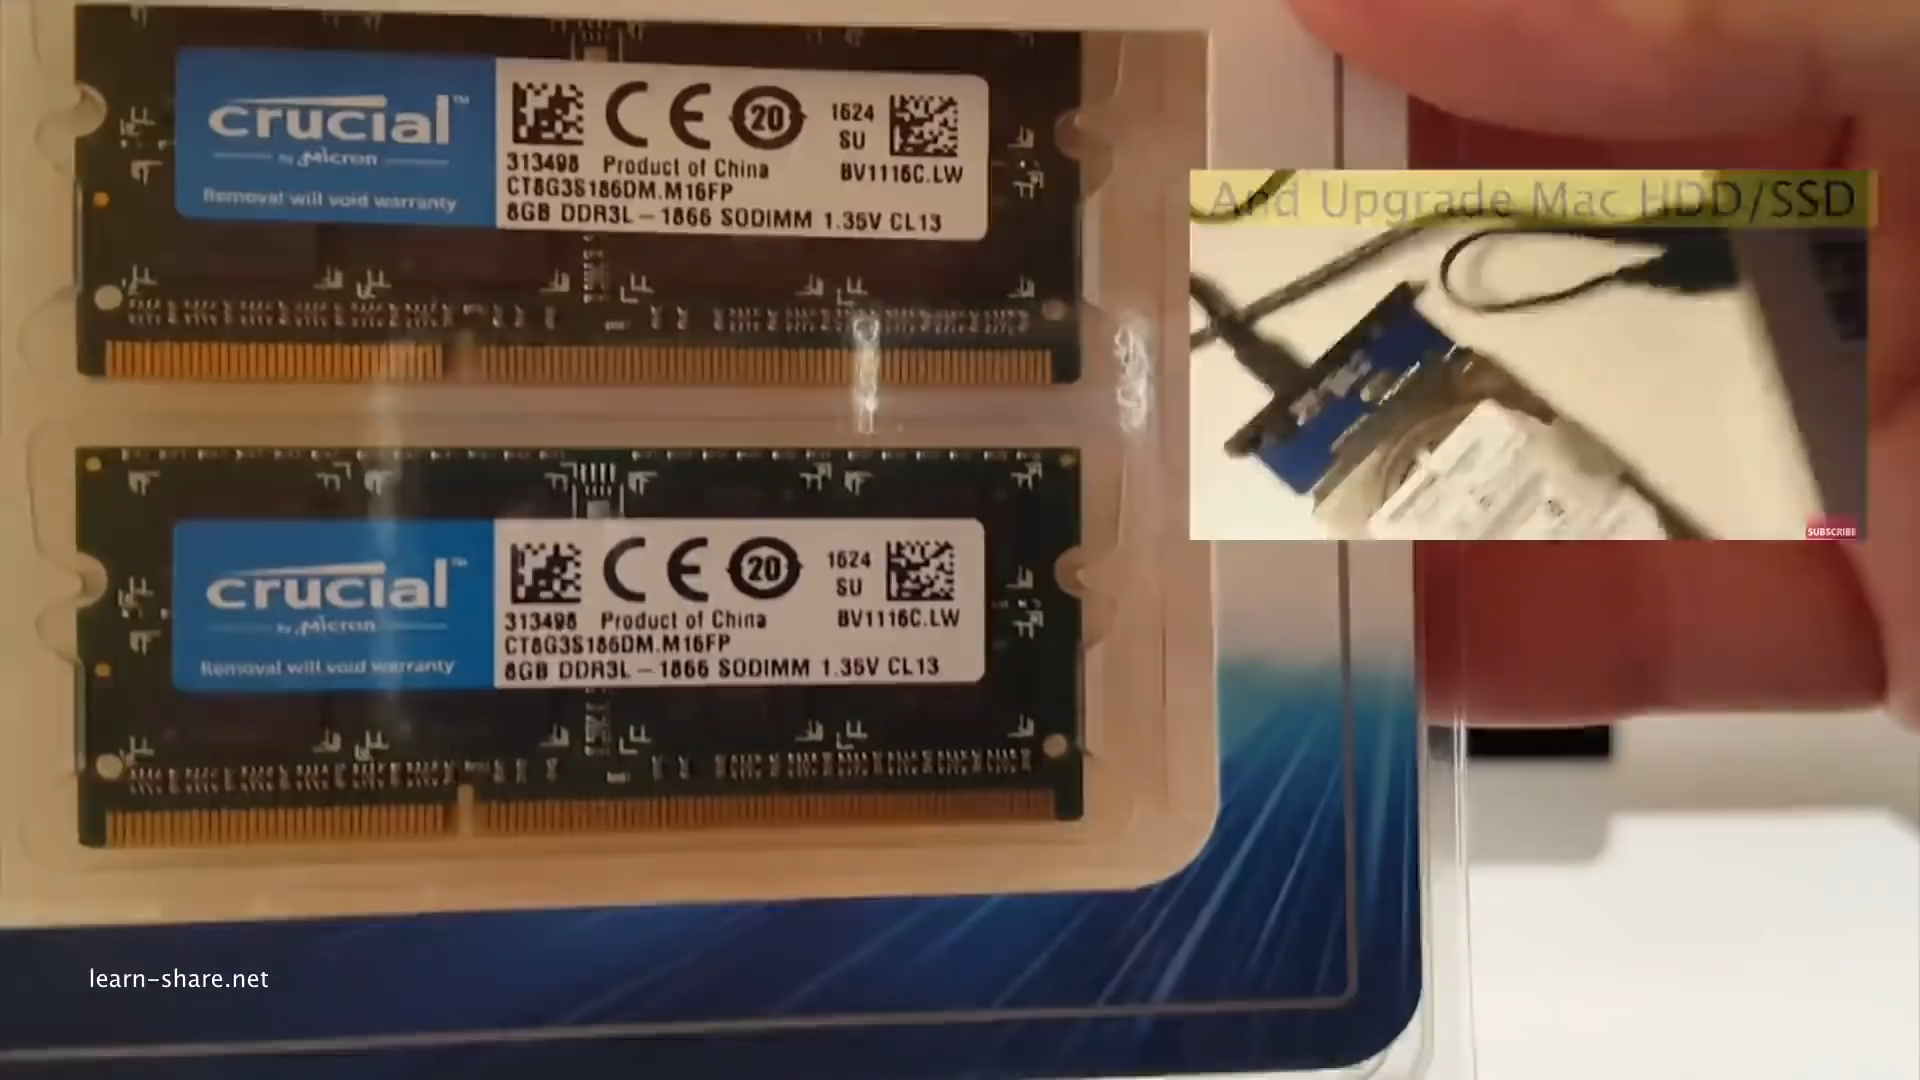 crucial™
by Micron
Removal will void warranty
20
1624
SU
313498 Product of China
BV1116C.LW
CT8G3S186DM.M16FP
8GB DDR3L-1866 SODIMM 1.35V CL13
And Upgrade Mac HDD/SSD
SUBSCRIBE
crucial™
by Micron
Removal will void warranty
20
1624
SU
313498 Product of China
BV1116C.LW
CT8G3S186DM.M16FP
8GB DDR3L-1866 SODIMM 1.35V CL13
learn-share.net